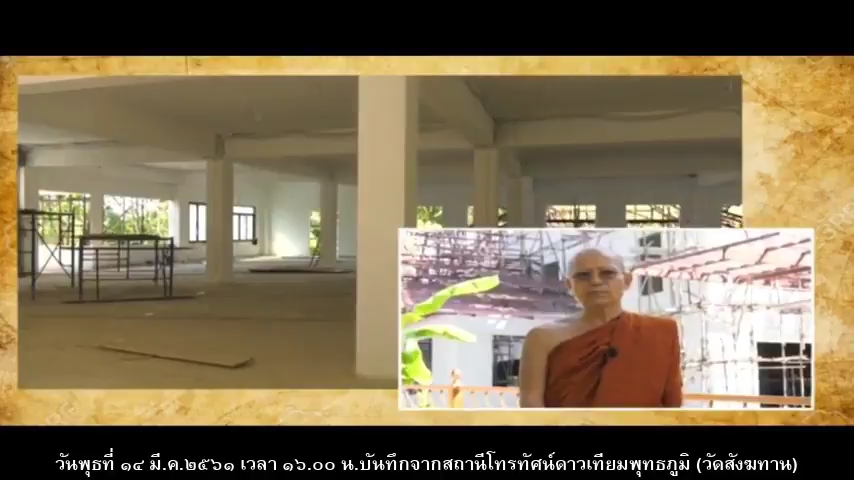 วันพุธที่ ๑๔ มี.ค.๒๕๖๑ เวลา ๑๖.๐๐ น.บันทึกจากสถานีโทรทัศน์ดาวเทียมพุทธภูมิ (วัดสังฆทาน)